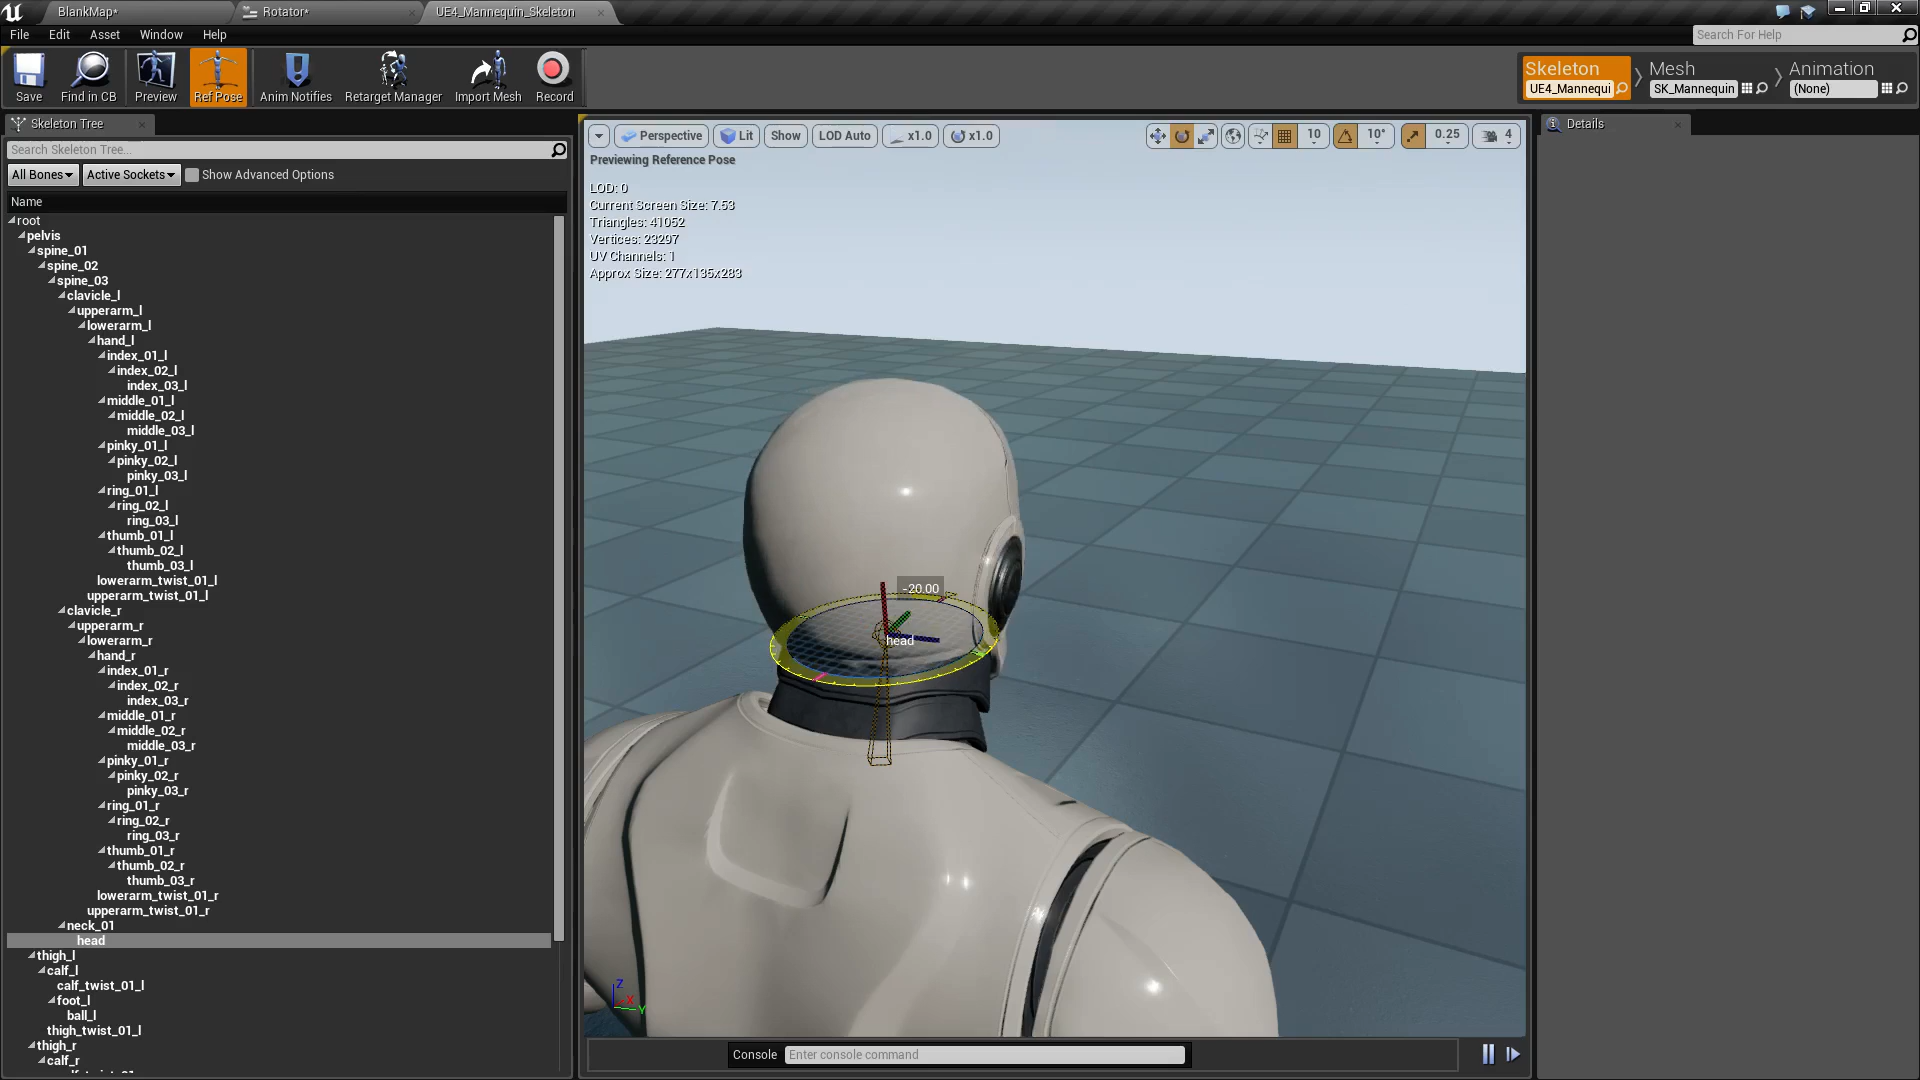 BlankMap*
Rotator*
UE4_Mannequin_Skeleton
File Edit Asset Window Help
Search For Help
Save
Find in CB
Preview
Ref Pose
Anim Notifies
Retarget Manager
Import Mesh
Record
Skeleton
UE4_Mannequi
Mesh
SK_Mannequin
Animation
(None)
Skeleton Tree
Search Skeleton Tree...
All Bones
Active Sockets
Show Advanced Options
Name
root
pelvis
spine_01
spine_02
spine_03
clavicle_l
upperarm_l
lowerarm_l
hand_l
index_01_l
index_02_l
index_03_l
middle_01_l
middle_02_l
middle_03_l
pinky_01_l
pinky_02_l
pinky_03_l
ring_01_l
ring_02_l
ring_03_l
thumb_01_l
thumb_02_l
thumb_03_l
lowerarm_twist_01_l
upperarm_twist_01_l
clavicle_r
upperarm_r
lowerarm_r
hand_r
index_01_r
index_02_r
index_03_r
middle_01_r
middle_02_r
middle_03_r
pinky_01_r
pinky_02_r
pinky_03_r
ring_01_r
ring_02_r
ring_03_r
thumb_01_r
thumb_02_r
thumb_03_r
lowerarm_twist_01_r
upperarm_twist_01_r
neck_01
head
thigh_l
calf_l
calf_twist_01_l
foot_l
ball_l
thigh_twist_01_l
thigh_r
calf_r
Perspective
Lit
Show
LOD Auto
x1.0
x1.0
10
10°
0.25
4
Previewing Reference Pose
LOD: 0
Current Screen Size: 7.53
Triangles: 41052
Vertices: 23297
UV Channels: 1
Approx Size: 277x135x283
-20.00
head
Z
X
Y
Console
Enter console command
Details